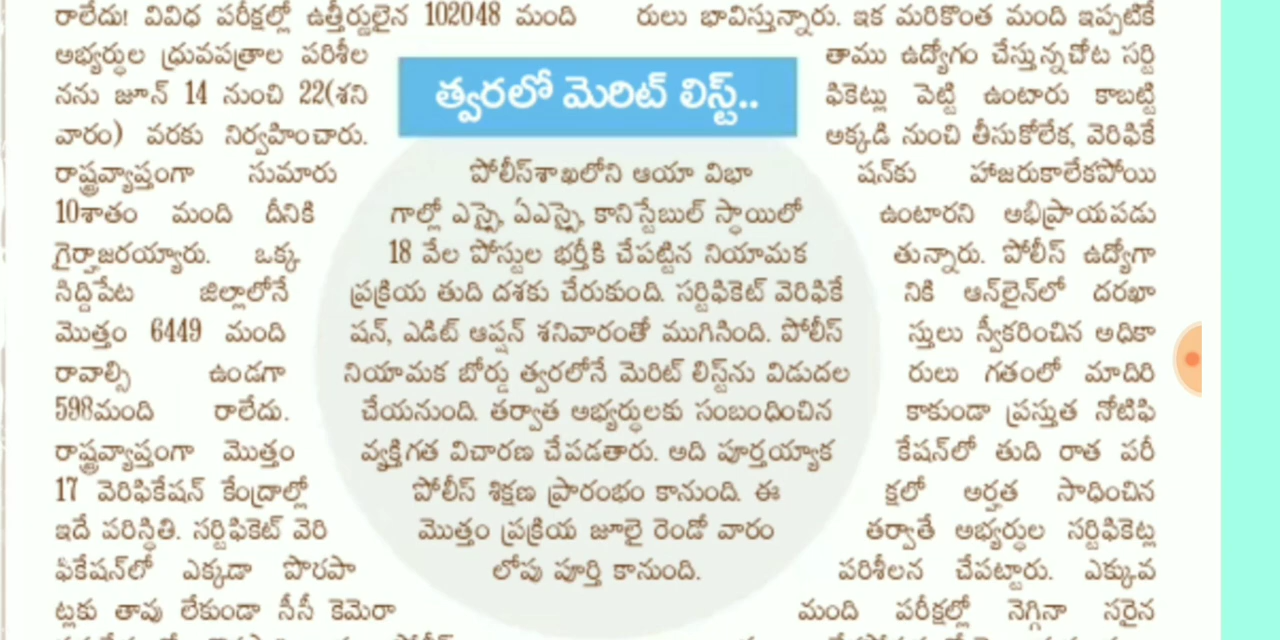 రాలేదు! వివిధ పరీక్షల్లో ఉత్తీర్ణులైన 102048 మంది
అభ్యర్థుల ధ్రువపత్రాల పరిశీల
నను జూన్ 14 నుంచి 22(శని
వారం) వరకు నిర్వహించారు.
రాష్ట్రవ్యాప్తంగా సుమారు
10శాతం మంది దీనికి
గైర్హాజరయ్యారు. ఒక్క
సిద్దిపేట జిల్లాలోనే
మొత్తం 6449 మంది
రావాల్సి ఉండగా
598మంది రాలేదు.
రాష్ట్రవ్యాప్తంగా మొత్తం
17 వెరిఫికేషన్ కేంద్రాల్లో
ఇదే పరిస్థితి. సర్టిఫికెట్ వెరి
ఫికేషన్‌లో ఎక్కడా పొరపా
ట్లకు తావు లేకుండా సీసీ కెమెరా
త్వరలో మెరిట్ లిస్ట్..
పోలీస్‌శాఖలోని ఆయా విభా
గాల్లో ఎస్సై, ఏఎస్సై, కానిస్టేబుల్ స్థాయిలో
18 వేల పోస్టుల భర్తీకి చేపట్టిన నియామక
ప్రక్రియ తుది దశకు చేరుకుంది. సర్టిఫికెట్ వెరిఫికే
షన్, ఎడిట్ ఆప్షన్ శనివారంతో ముగిసింది. పోలీస్
నియామక బోర్డు త్వరలోనే మెరిట్ లిస్ట్‌ను విడుదల
చేయనుంది. తర్వాత అభ్యర్థులకు సంబంధించిన
వ్యక్తిగత విచారణ చేపడతారు. అది పూర్తయ్యాక
పోలీస్ శిక్షణ ప్రారంభం కానుంది. ఈ
మొత్తం ప్రక్రియ జూలై రెండో వారం
లోపు పూర్తి కానుంది.
రులు భావిస్తున్నారు. ఇక మరికొంత మంది ఇప్పటికే
తాము ఉద్యోగం చేస్తున్నచోట సర్టి
ఫికెట్లు పెట్టి ఉంటారు కాబట్టి
అక్కడి నుంచి తీసుకోలేక, వెరిఫికే
షన్‌కు హాజరుకాలేకపోయి
ఉంటారని అభిప్రాయపడు
తున్నారు. పోలీస్ ఉద్యోగా
నికి ఆన్‌లైన్‌లో దరఖా
స్తులు స్వీకరించిన అధికా
రులు గతంలో మాదిరి
కాకుండా ప్రస్తుత నోటిఫి
కేషన్‌లో తుది రాత పరీ
క్షలో అర్హత సాధించిన
తర్వాతే అభ్యర్థుల సర్టిఫికెట్ల
పరిశీలన చేపట్టారు. ఎక్కువ
మంది పరీక్షల్లో నెగ్గినా సరైన